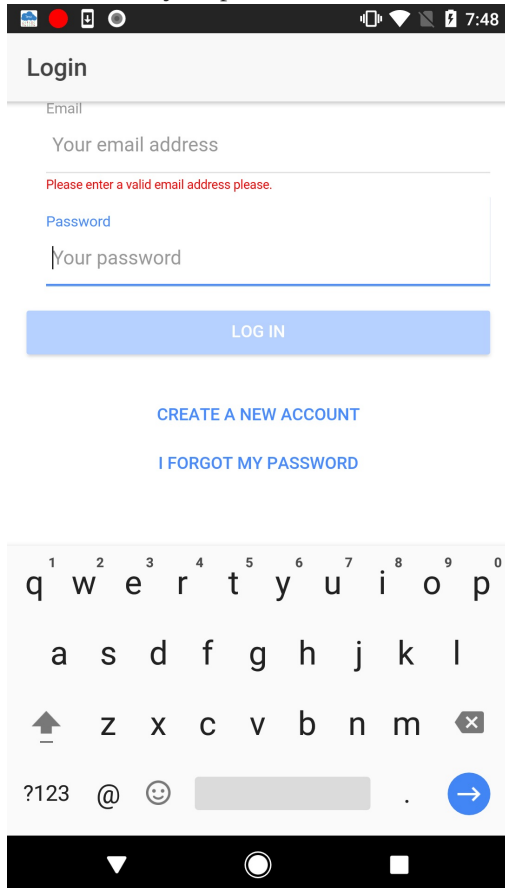 7:48
Login
Email
Your email address
Please enter a valid email address please.
Password
Your password
LOG IN
CREATE A NEW ACCOUNT
I FORGOT MY PASSWORD
1 2 3 4 5 6 7 8 9 0
q w e r t y u i o p
a s d f g h j k l
z x c v b n m
?123 @ .